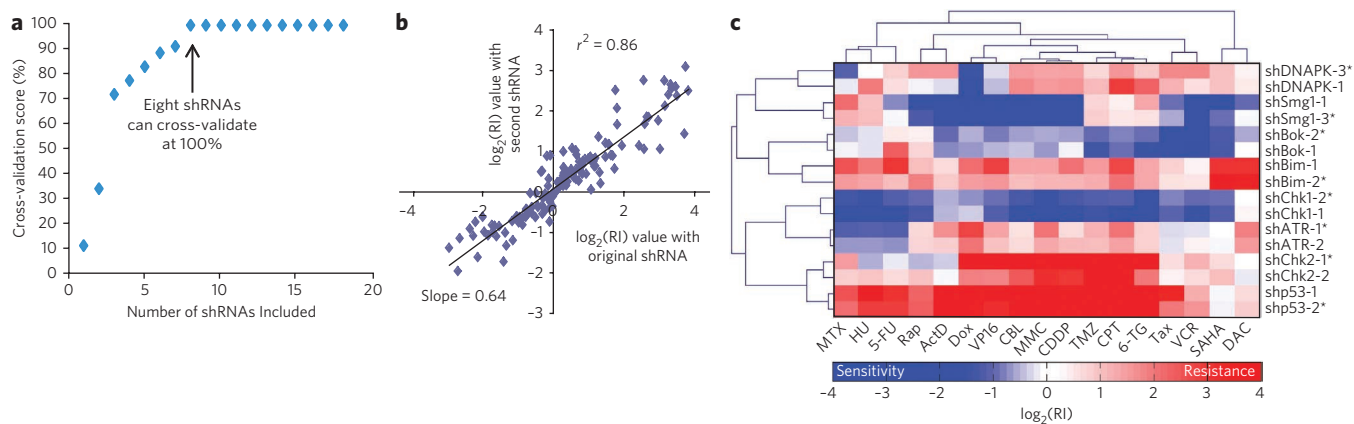 a
Cross-validation score (%)
100
90
80
70
60
50
40
30
20
10
0
0
5
10
15
20
Number of shRNAs Included
Eight shRNAs
can cross-validate
at 100%
b
log2(RI) value with
second shRNA
r² = 0.86
4
3
2
1
0
−1
−2
−3
−4
−2
0
2
4
log2(RI) value with
original shRNA
Slope = 0.64
c
shDNAPK-3*
shDNAPK-1
shSmg1-1
shSmg1-3*
shBok-2*
shBok-1
shBim-1
shBim-2*
shChk1-2*
shChk1-1
shATR-1*
shATR-2
shChk2-1*
shChk2-2
shp53-1
shp53-2*
MTX
HU
5-FU
Rap
ActD
Dox
VP16
CBL
MMC
CDDP
TMZ
CPT
6-TG
Tax
VCR
SAHA
DAC
Sensitivity
Resistance
−4 −3 −2 −1 0 1 2 3 4
log2(RI)